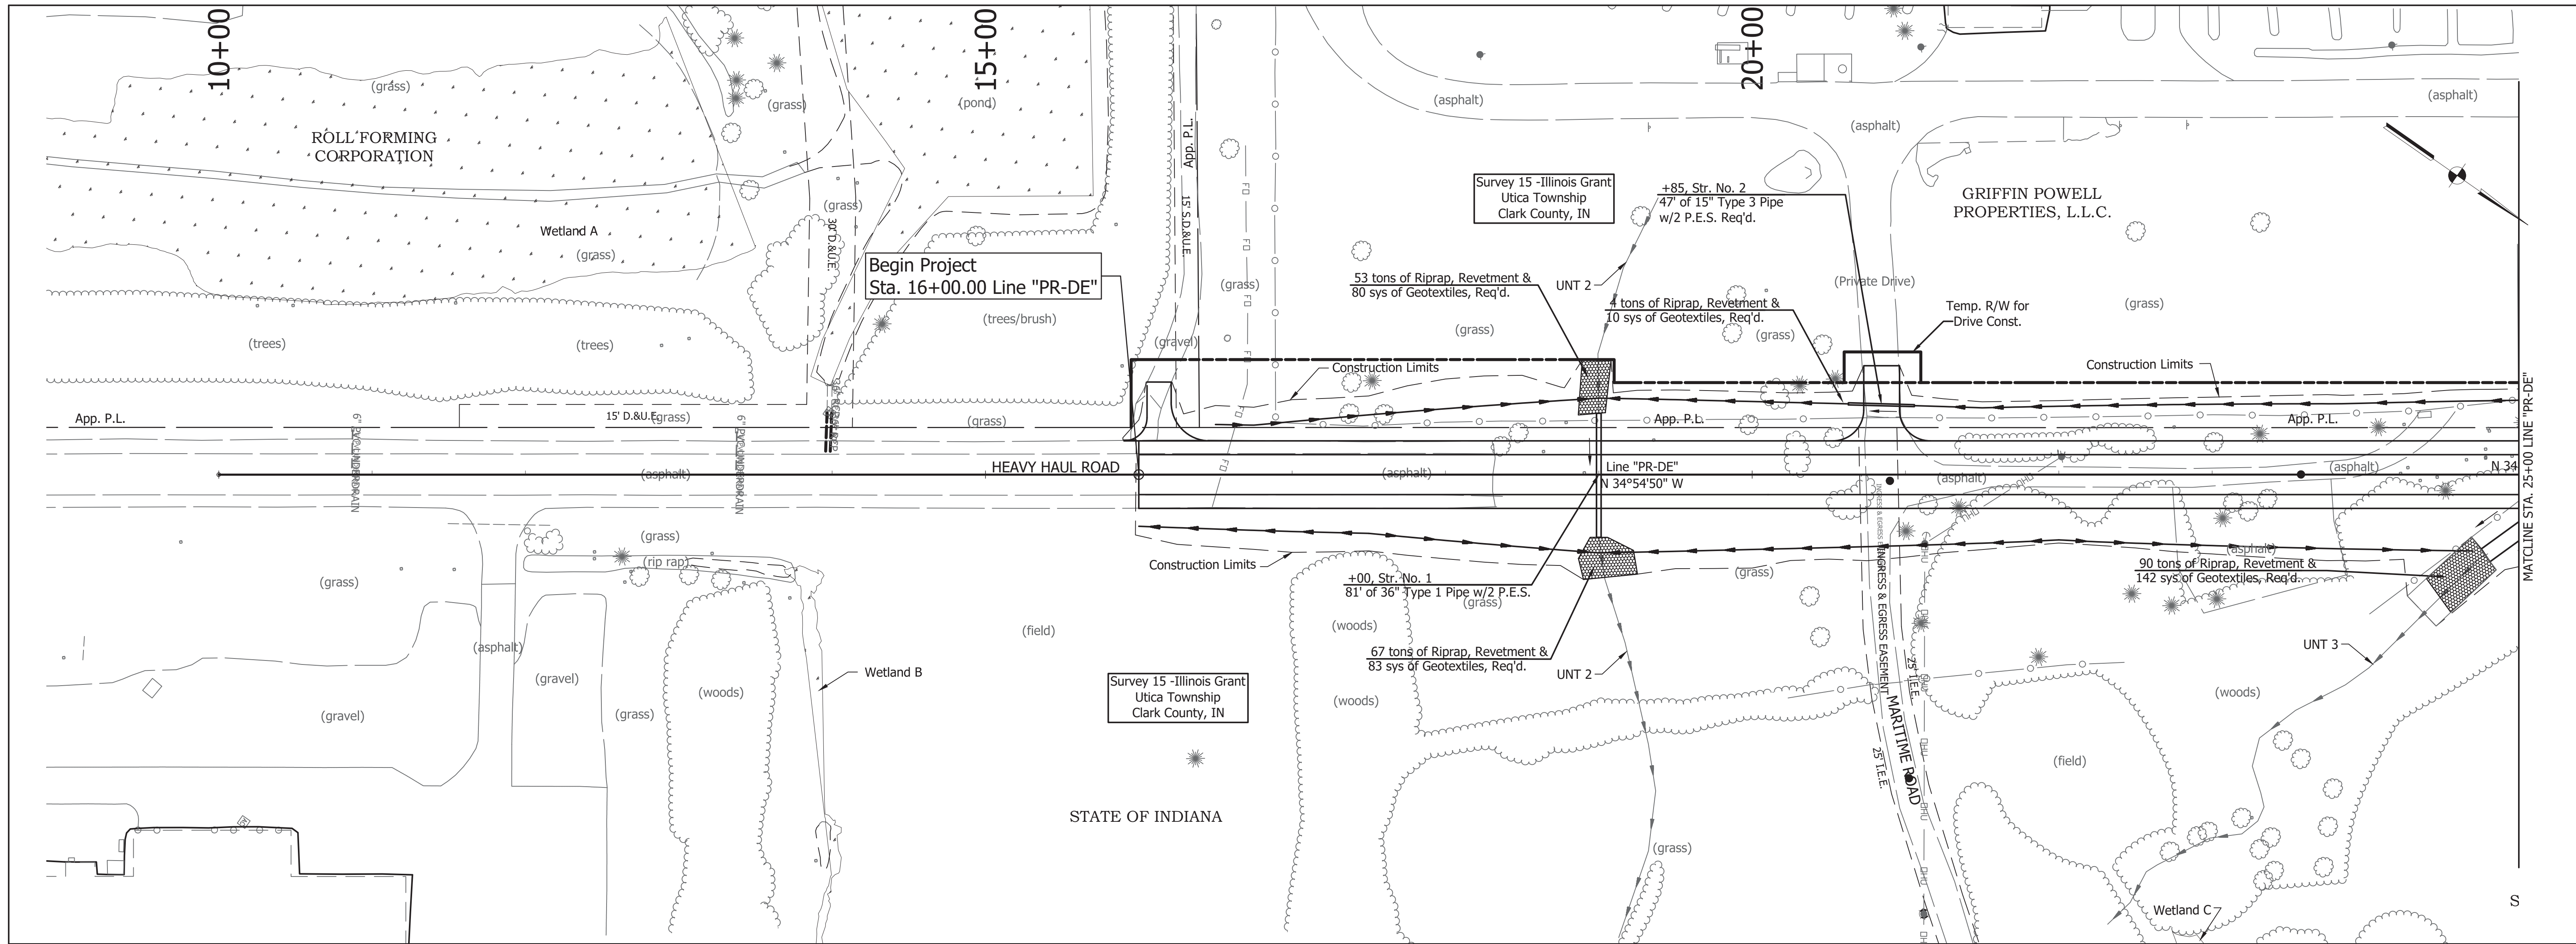 10+00
15+00
20+00
(grass)
(grass)
(pond)
(asphalt)
(asphalt)
(asphalt)
ROLL FORMING
CORPORATION
App. P.L.
Survey 15 -Illinois Grant
Utica Township
Clark County, IN
+85, Str. No. 2
47' of 15" Type 3 Pipe
w/2 P.E.S. Req'd.
GRIFFIN POWELL
PROPERTIES, L.L.C.
(grass)
15' S.D.&U.E.
30' D.&U.E.
Wetland A
(grass)
Begin Project
Sta. 16+00.00 Line "PR-DE"
(grass)
53 tons of Riprap, Revetment &
80 sys of Geotextiles, Req'd.
UNT 2
(Private Drive)
(grass)
4 tons of Riprap, Revetment &
10 sys of Geotextiles, Req'd.
Temp. R/W for
Drive Const.
(trees/brush)
(grass)
(grass)
(trees)
(trees)
(gravel)
Construction Limits
Construction Limits
App. P.L.
15' D.&U.E.
(grass)
(grass)
App. P.L.
App. P.L.
HEAVY HAUL ROAD
(asphalt)
(asphalt)
Line "PR-DE"
N 34°54'50" W
(asphalt)
(asphalt)
N 34
MATCLINE STA. 25+00 LINE "PR-DE"
(grass)
(rip rap)
(grass)
Construction Limits
+00, Str. No. 1
81' of 36" Type 1 Pipe w/2 P.E.S.
(grass)
(grass)
(asphalt)
90 tons of Riprap, Revetment &
142 sys of Geotextiles, Req'd.
INGRESS & EGRESS EASEMENT
(field)
(woods)
67 tons of Riprap, Revetment &
83 sys of Geotextiles, Req'd.
UNT 2
UNT 3
(asphalt)
(gravel)
(woods)
Wetland B
Survey 15 -Illinois Grant
Utica Township
Clark County, IN
(woods)
25' I.E.E.
(woods)
(gravel)
(grass)
MARITIME ROAD
25' I.E.E.
(field)
STATE OF INDIANA
(grass)
Wetland C
S